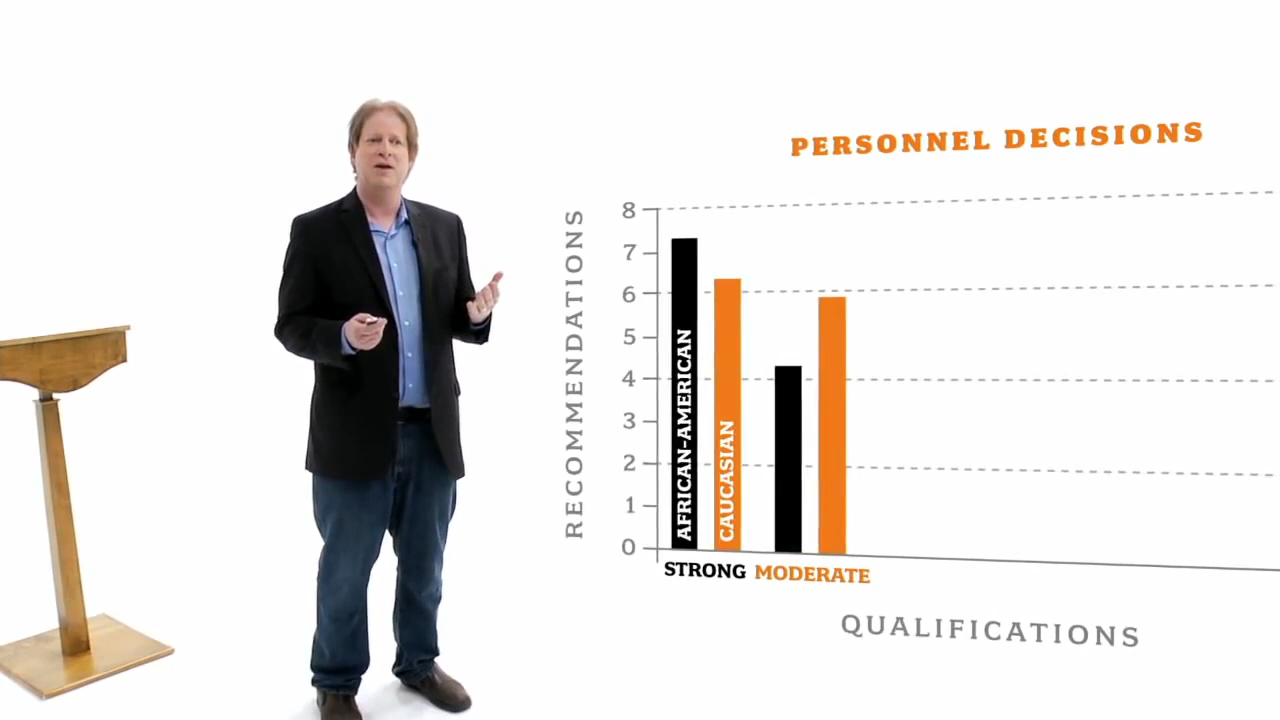 PERSONNEL DECISIONS
RECOMMENDATIONS
8
7
6
5
4
3
2
1
0
AFRICAN-AMERICAN
CAUCASIAN
STRONG MODERATE
QUALIFICATIONS